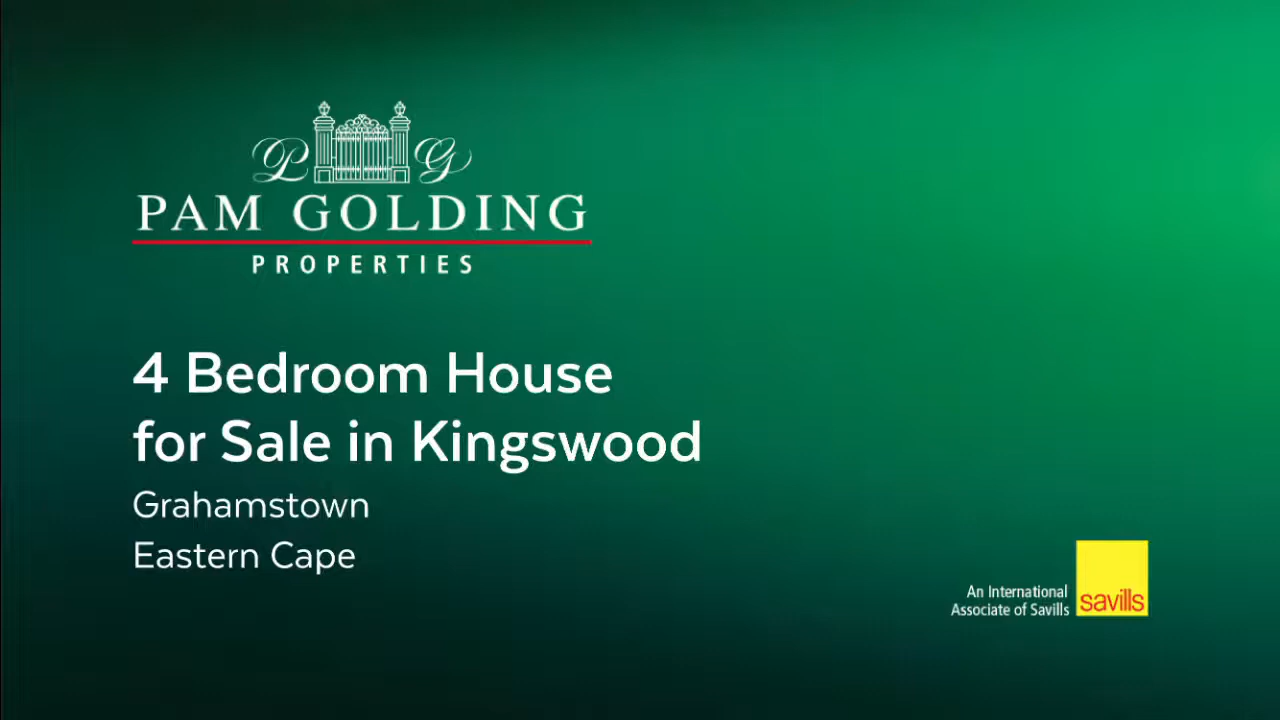 P G
PAM GOLDING
PROPERTIES
4 Bedroom House
for Sale in Kingswood
Grahamstown
Eastern Cape
An International
Associate of Savills
savills